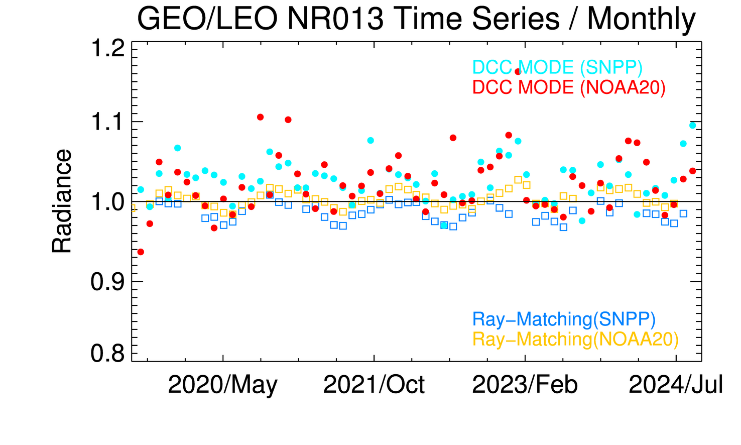 GEO/LEO NR013 Time Series / Monthly
1.2
DCC MODE (SNPP)
DCC MODE (NOAA20)
1.1
Radiance
1.0
0.9
Ray-Matching(SNPP)
Ray-Matching(NOAA20)
0.8
2020/May 2021/Oct 2023/Feb 2024/Jul